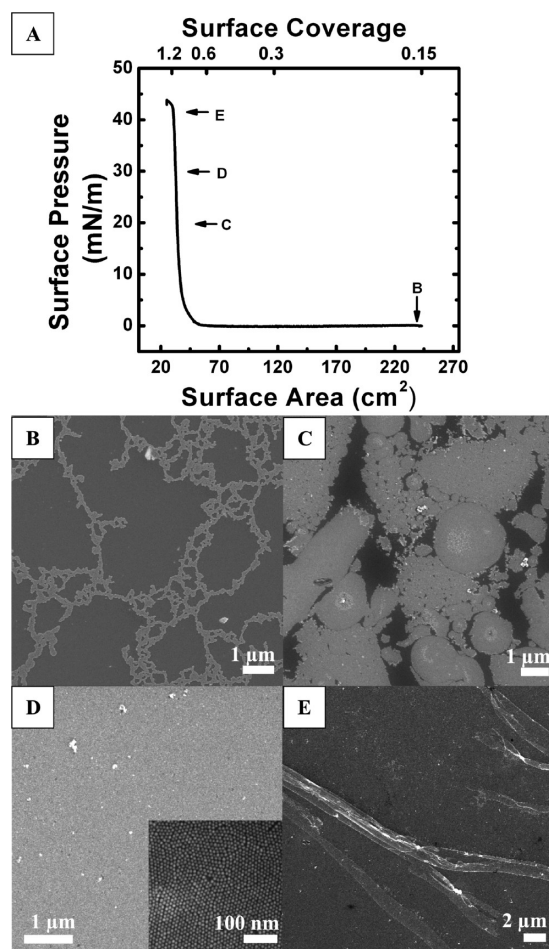 A
Surface Coverage
1.2 0.6 0.3 0.15
Surface Pressure
(mN/m)
50
40
30
20
10
0
E
D
C
B
20 70 120 170 220 270
Surface Area (cm²)
B
1 µm
C
1 µm
D
1 µm
100 nm
E
2 µm